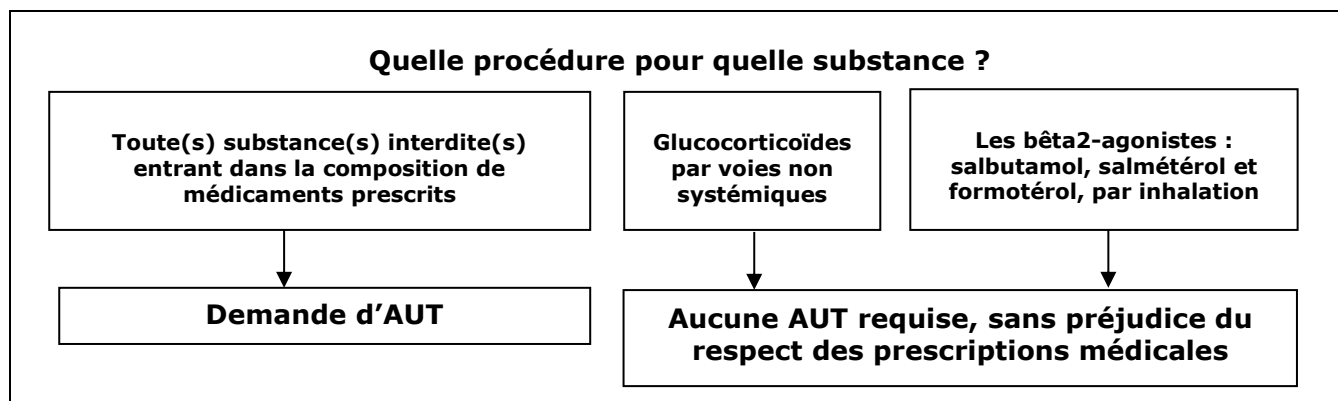 Quelle procédure pour quelle substance ?
Toute(s) substance(s) interdite(s)
entrant dans la composition de
médicaments prescrits
Glucocorticoïdes
par voies non
systémiques
Les bêta2-agonistes :
salbutamol, salmétérol et
formotérol, par inhalation
Demande d’AUT
Aucune AUT requise, sans préjudice du
respect des prescriptions médicales